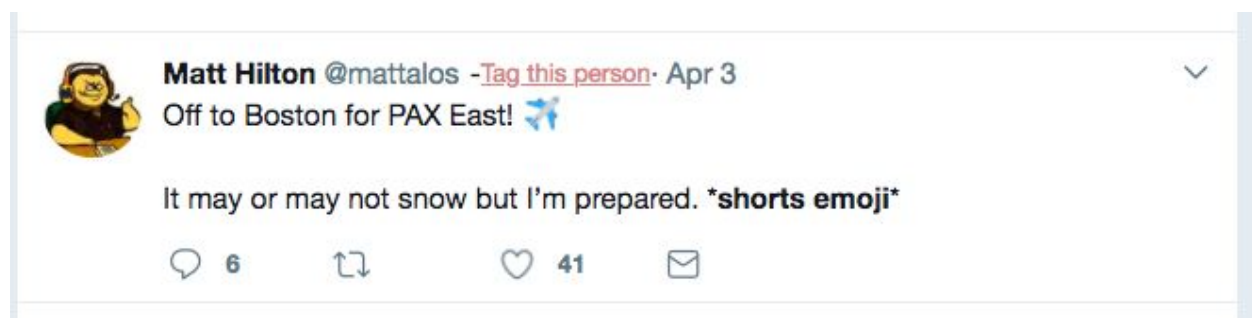 Matt Hilton @mattalos -Tag this person· Apr 3
Off to Boston for PAX East! ✈️
It may or may not snow but I’m prepared. *shorts emoji*
6 41